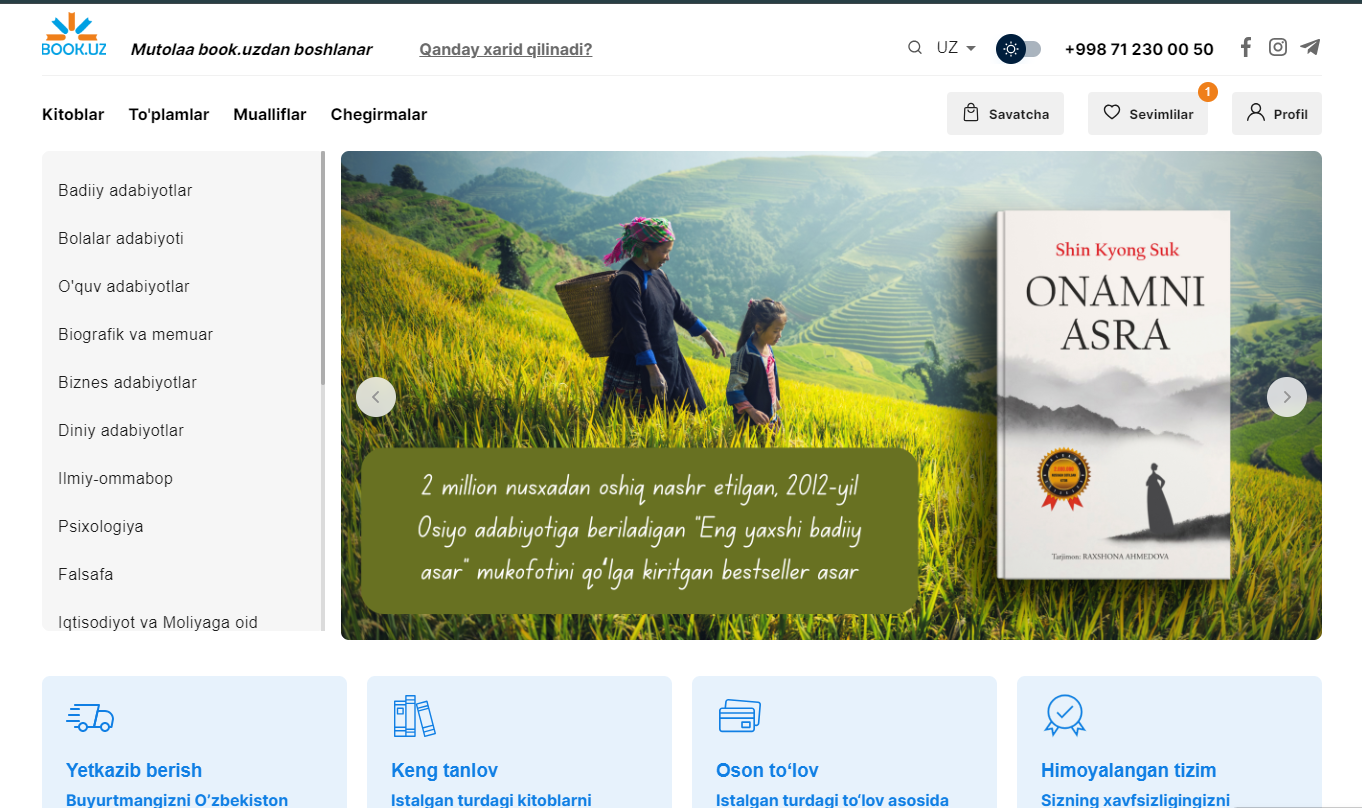 BOOK.UZ
Mutolaa book.uzdan boshlanar
Qanday xarid qilinadi?
UZ
+998 71 230 00 50
Kitoblar To'plamlar Mualliflar Chegirmalar
Savatcha
Sevimlilar
1
Profil
Badiiy adabiyotlar
Bolalar adabiyoti
O'quv adabiyotlar
Biografik va memuar
Biznes adabiyotlar
Diniy adabiyotlar
Ilmiy-ommabop
Psixologiya
Falsafa
Iqtisodiyot va Moliyaga oid
Shin Kyong Suk
ONAMNI
ASRA
Tarjimon: RAXSHONA AHMEDOVA
2 million nusxadan oshiq nashr etilgan, 2012-yil
Osiyo adabiyotiga beriladigan "Eng yaxshi badiiy
asar" mukofotini qoʻlga kiritgan bestseller asar
Yetkazib berish
Buyurtmangizni O’zbekiston
Keng tanlov
Istalgan turdagi kitoblarni
Oson to‘lov
Istalgan turdagi to‘lov asosida
Himoyalangan tizim
Sizning xavfsizligingizni